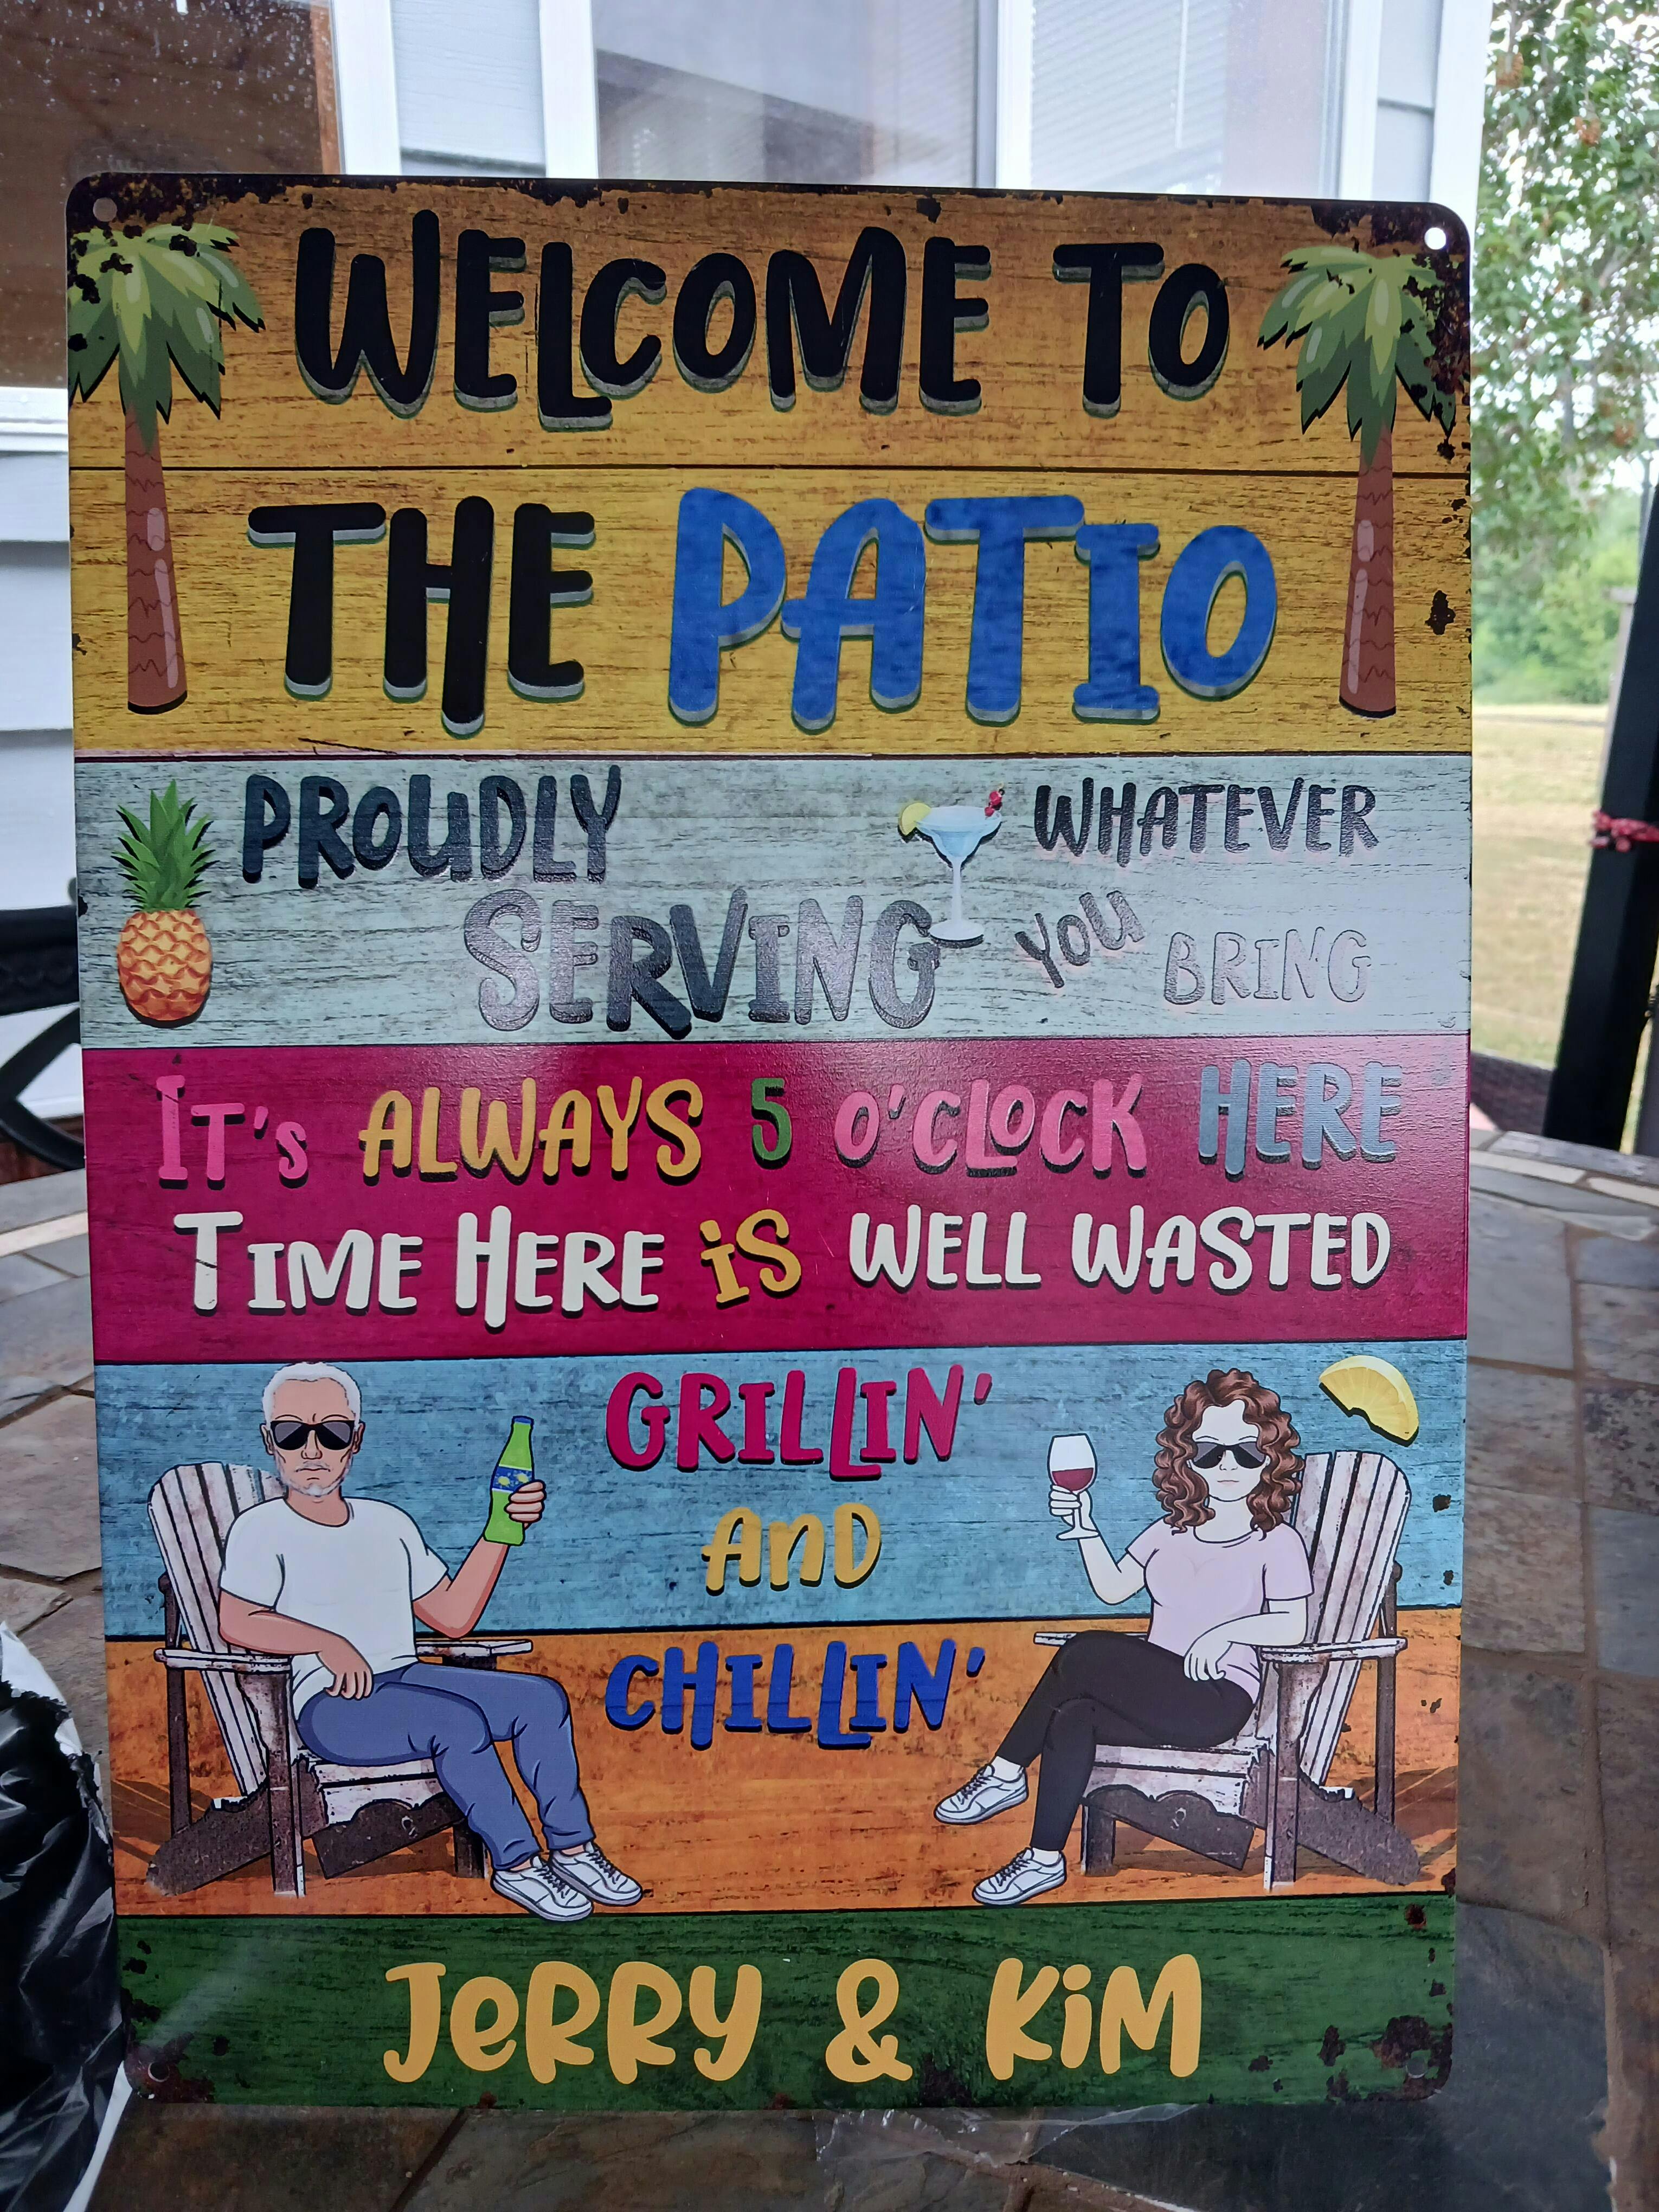 WELCOME TO
THE PATIO
PROUDLY
SERVING
WHATEVER
YOU BRING
IT's ALWAYS 5 O'CLOCK HERE
TIME HERE iS WELL WASTED
GRILLIN'
AnD
CHILLIN'
JeRRY & KiM